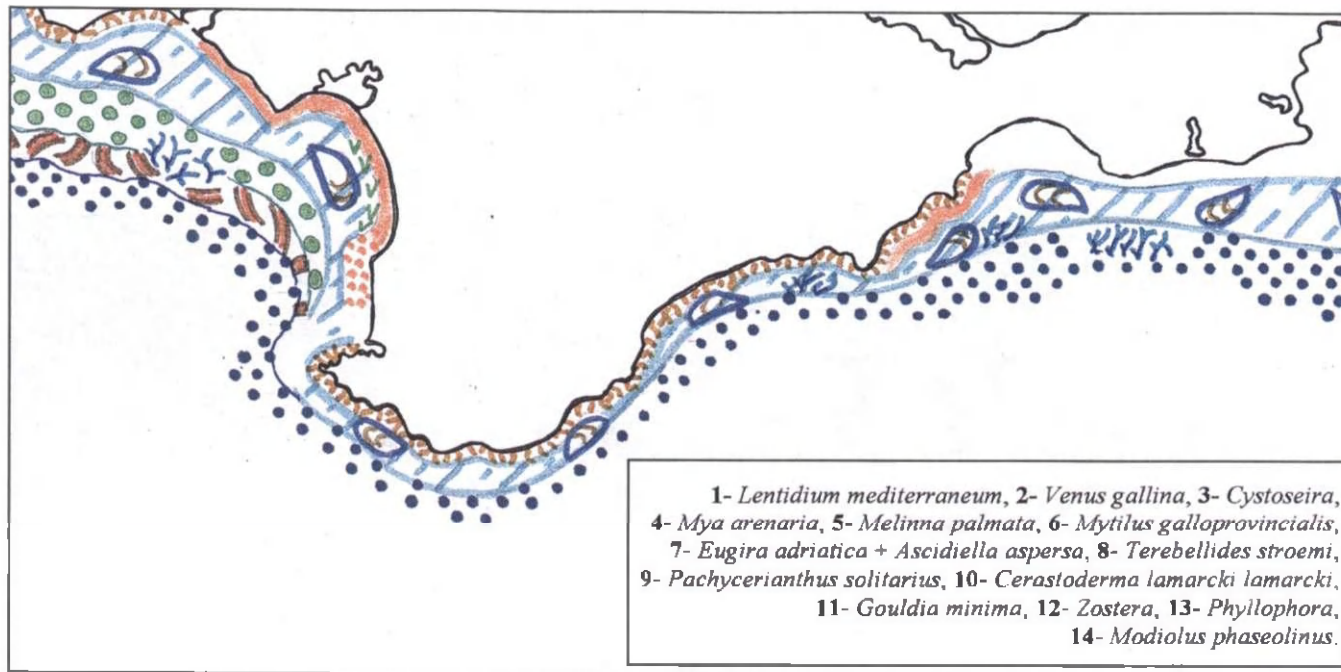 1- Lentidium mediterraneum, 2- Venus gallina, 3- Cystoseira,
4- Mya arenaria, 5- Melinna palmata, 6- Mytilus galloprovincialis,
7- Eugira adriatica + Ascidiella aspersa, 8- Terebellides stroemi,
9- Pachycerianthus solitarius, 10- Cerastoderma lamarcki lamarcki,
11- Gouldia minima, 12- Zostera, 13- Phyllophora,
14- Modiolus phaseolinus.